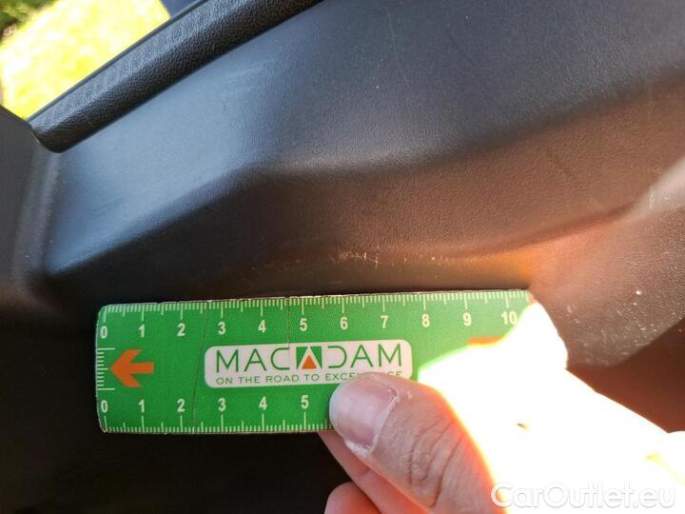 0 1 2 3 4 5 6 7 8 9 10
MACADAM
ON THE ROAD TO
0 1 2 3 4 5
CarOutlet.eu